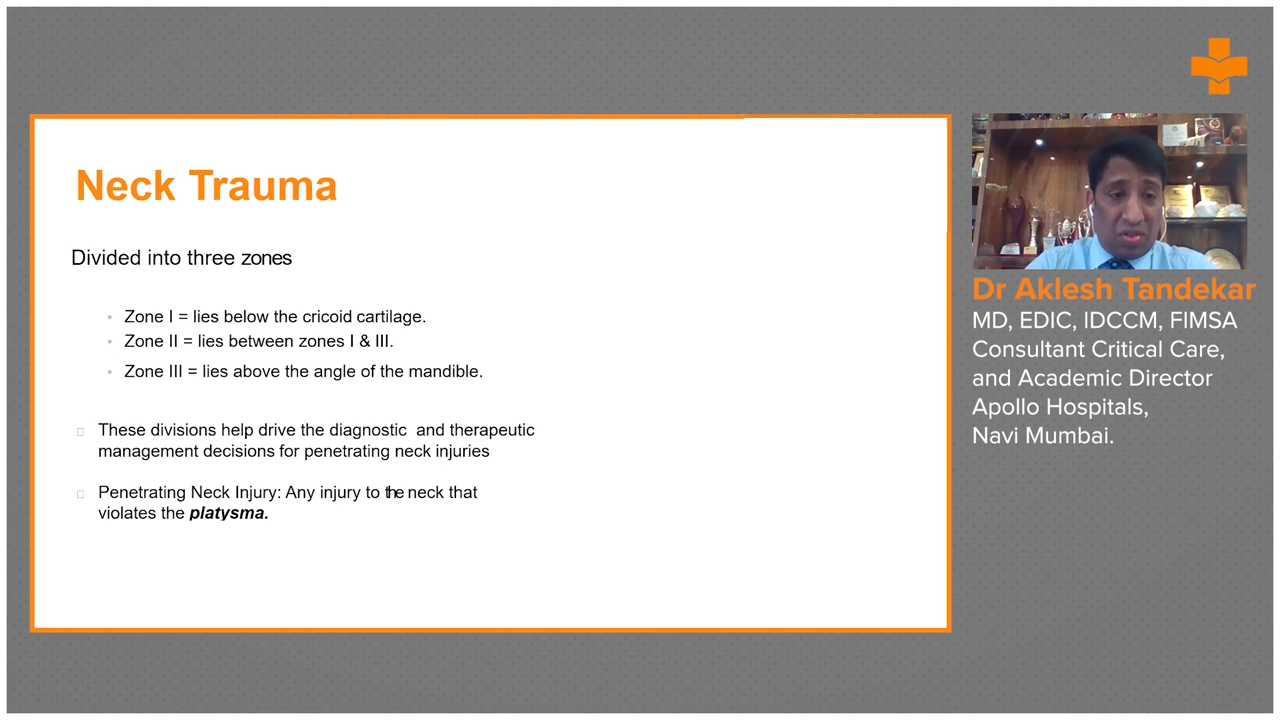 Neck Trauma
Divided into three zones
Zone I = lies below the cricoid cartilage.
Zone II = lies between zones I & III.
Zone III = lies above the angle of the mandible.
These divisions help drive the diagnostic and therapeutic
management decisions for penetrating neck injuries
Penetrating Neck Injury: Any injury to the neck that
violates the platysma.
Dr Aklesh Tandekar
MD, EDIC, IDCCM, FIMSA
Consultant Critical Care,
and Academic Director
Apollo Hospitals,
Navi Mumbai.